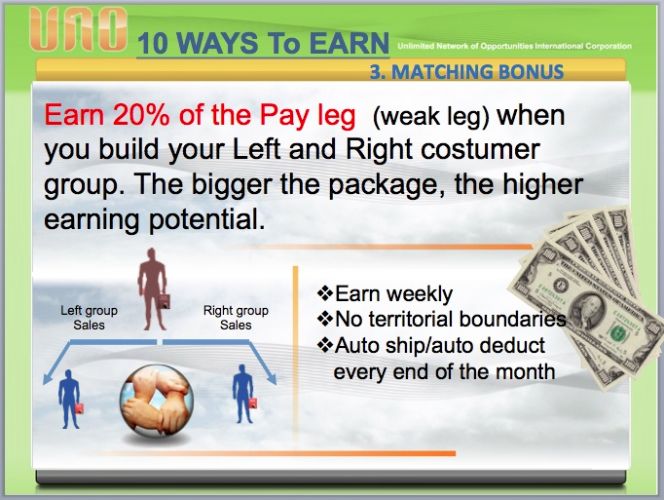 UNO
10 WAYS To EARN
Unlimited Network of Opportunities International Corporation
3. MATCHING BONUS
Earn 20% of the Pay leg (weak leg) when
you build your Left and Right costumer
group. The bigger the package, the higher
earning potential.
Left group
Sales
Right group
Sales
❖Earn weekly
❖No territorial boundaries
❖Auto ship/auto deduct
every end of the month
100